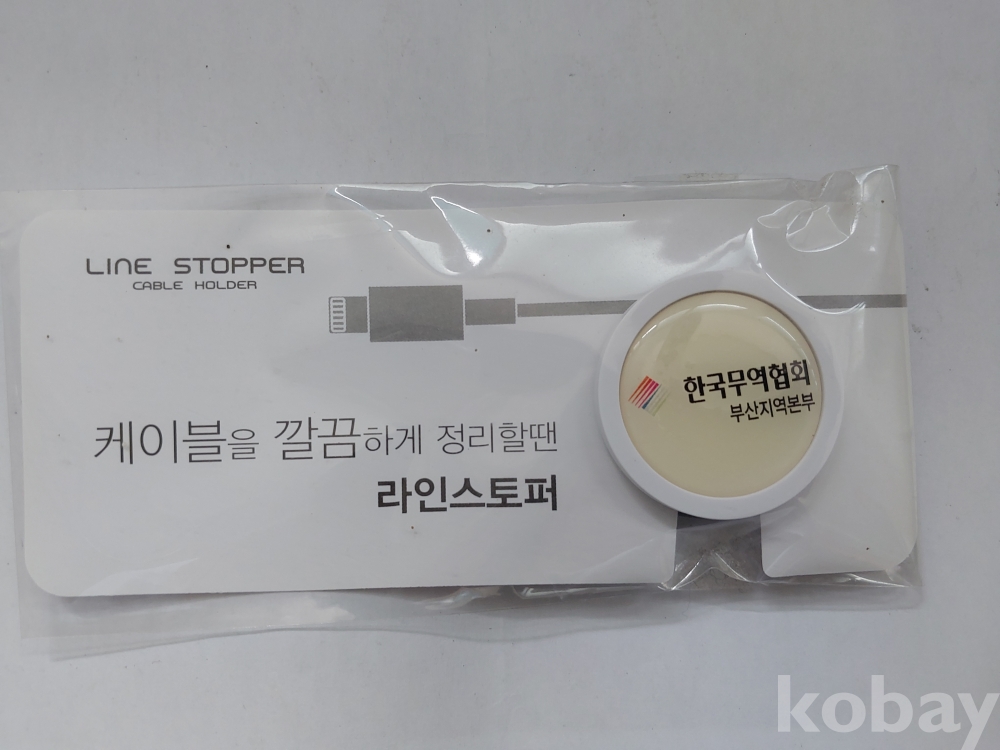 LINE STOPPER
CABLE HOLDER
케이블을 깔끔하게 정리할땐
라인스토퍼
한국무역협회
부산지역본부
kobay